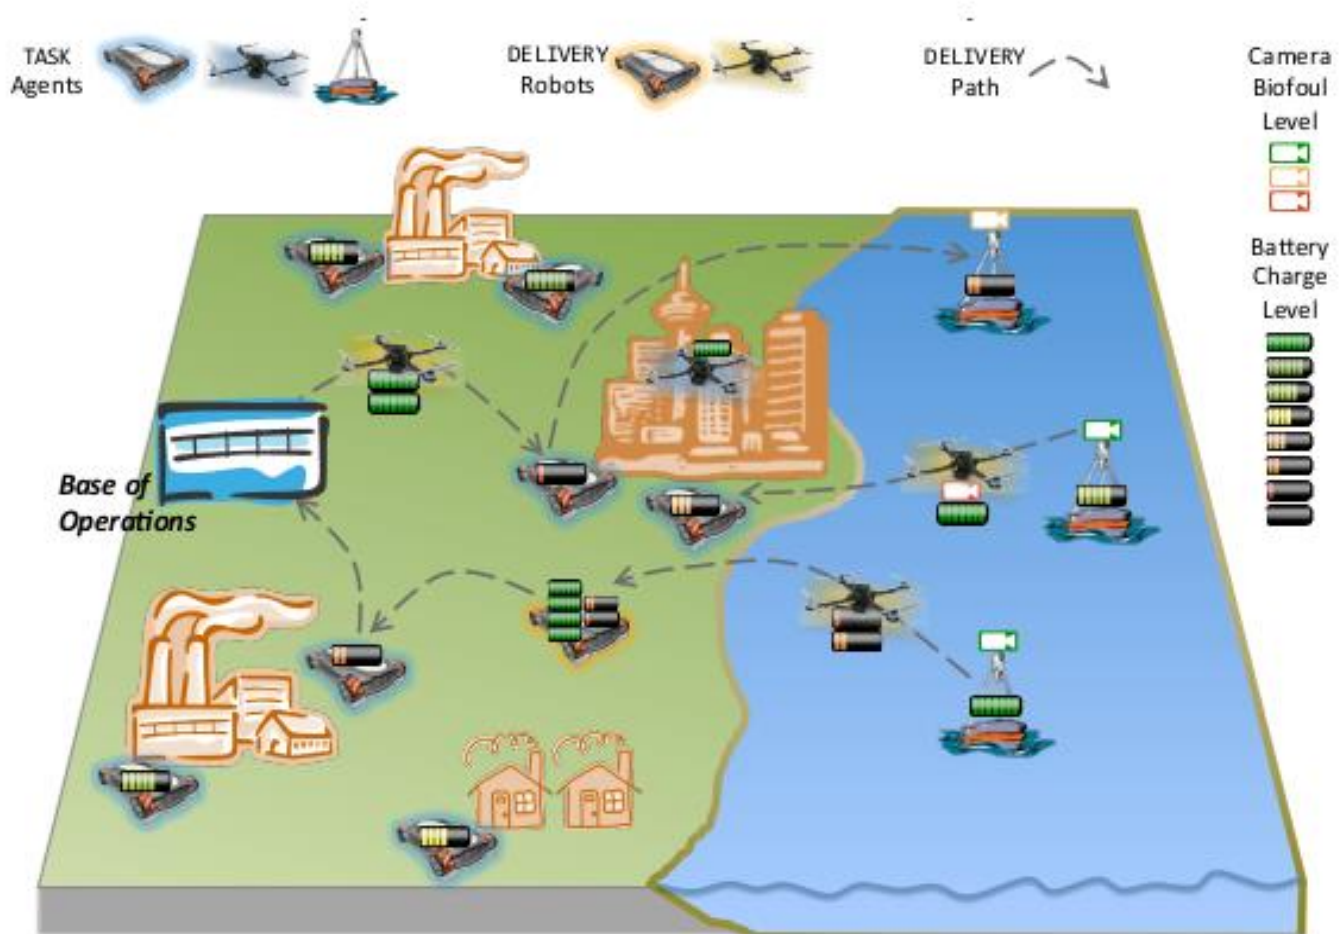 TASK
Agents
DELIVERY
Robots
DELIVERY
Path
Camera
Biofoul
Level
Battery
Charge
Level
Base of
Operations